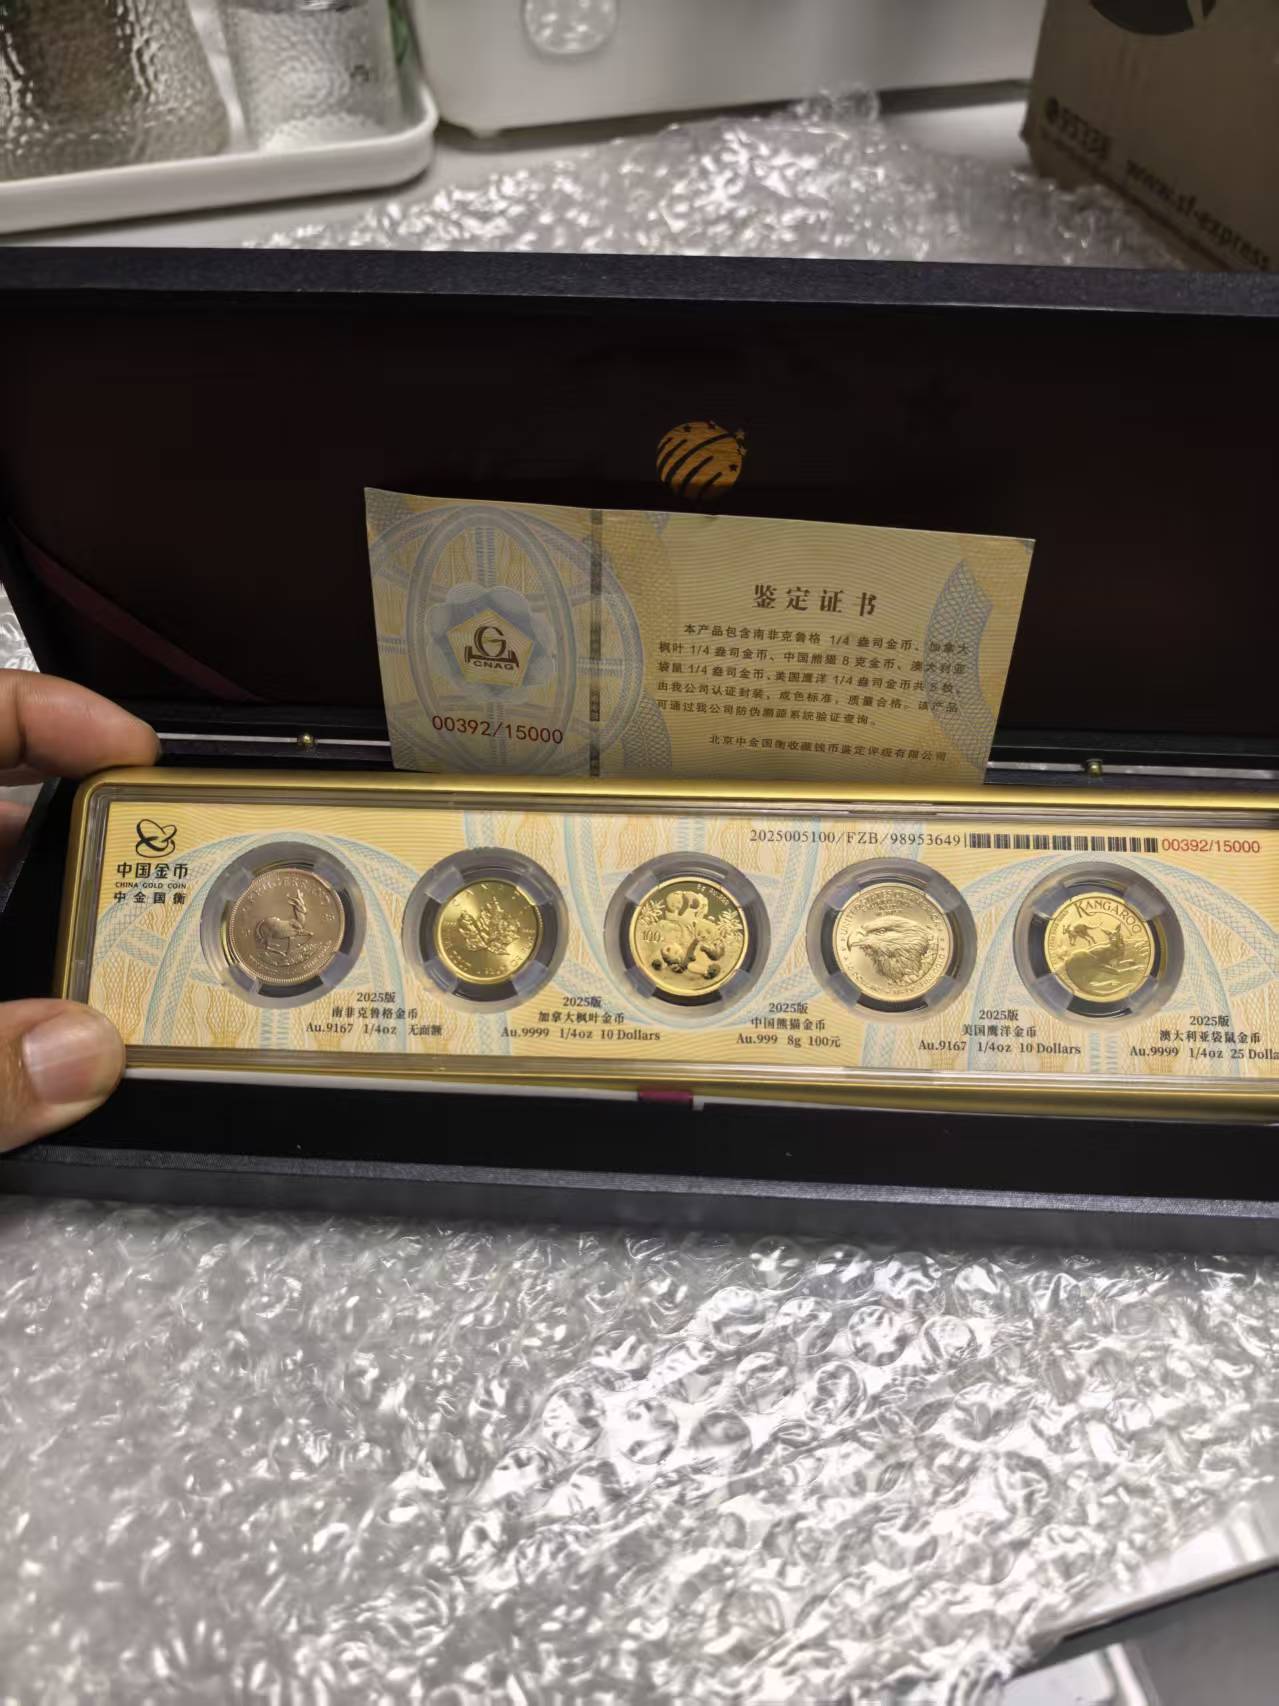 95338
www.sf-express
鉴定证书
本产品包含南非克鲁格 1/4 盎司金币、加拿大
枫叶 1/4 盎司金币、中国熊猫 8 克金币、澳大利亚
袋鼠 1/4 盎司金币、美国鹰洋 1/4 盎司金币共 5 枚，
由我公司认证封装，成色标准，质量合格。该产品
可通过我公司防伪溯源系统验证查询。
北京中金国衡收藏钱币鉴定评级有限公司
CNAG
00392/15000
中国金币
CHINA GOLD COIN
中金国衡
2025005100/FZB/98953649
00392/15000
100
KANGAROO
2025版
南非克鲁格金币
Au.9167 1/4oz 无面额
2025版
加拿大枫叶金币
Au.9999 1/4oz 10 Dollars
2025版
中国熊猫金币
Au.999 8g 100元
2025版
美国鹰洋金币
Au.9167 1/4oz 10 Dollars
2025版
澳大利亚袋鼠金币
Au.9999 1/4oz 25 Dolla